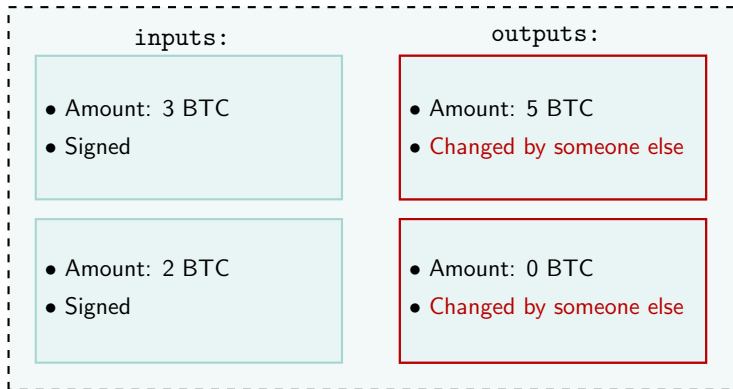 inputs:
• Amount: 3 BTC
• Signed
• Amount: 2 BTC
• Signed
outputs:
• Amount: 5 BTC
• Changed by someone else
• Amount: 0 BTC
• Changed by someone else